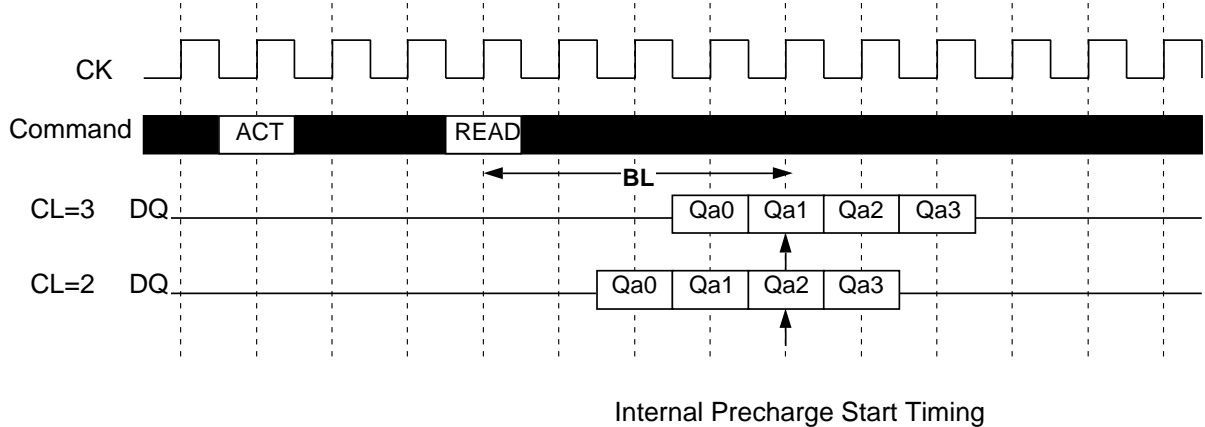 CK
Command ACT READ
BL
CL=3 DQ Qa0 Qa1 Qa2 Qa3
CL=2 DQ Qa0 Qa1 Qa2 Qa3
Internal Precharge Start Timing